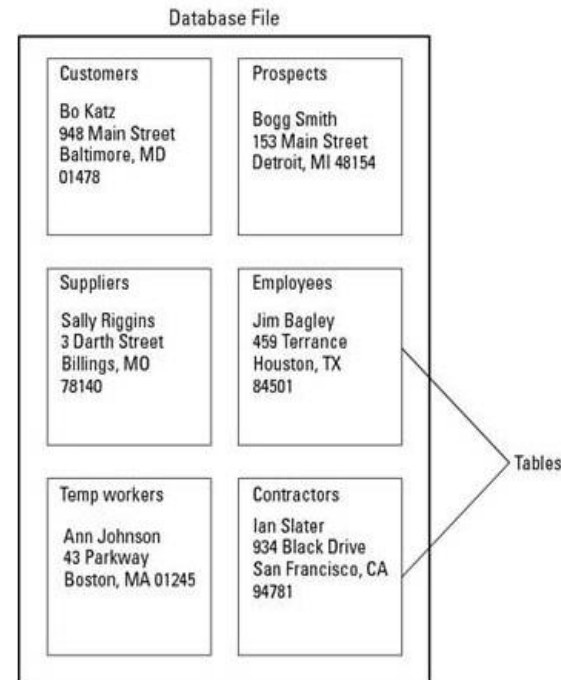 Database File
Customers
Bo Katz
948 Main Street
Baltimore, MD
01478
Prospects
Bogg Smith
153 Main Street
Detroit, MI 48154
Suppliers
Sally Riggins
3 Darth Street
Billings, MO
78140
Employees
Jim Bagley
459 Terrance
Houston, TX
84501
Tables
Temp workers
Ann Johnson
43 Parkway
Boston, MA 01245
Contractors
Ian Slater
934 Black Drive
San Francisco, CA
94781